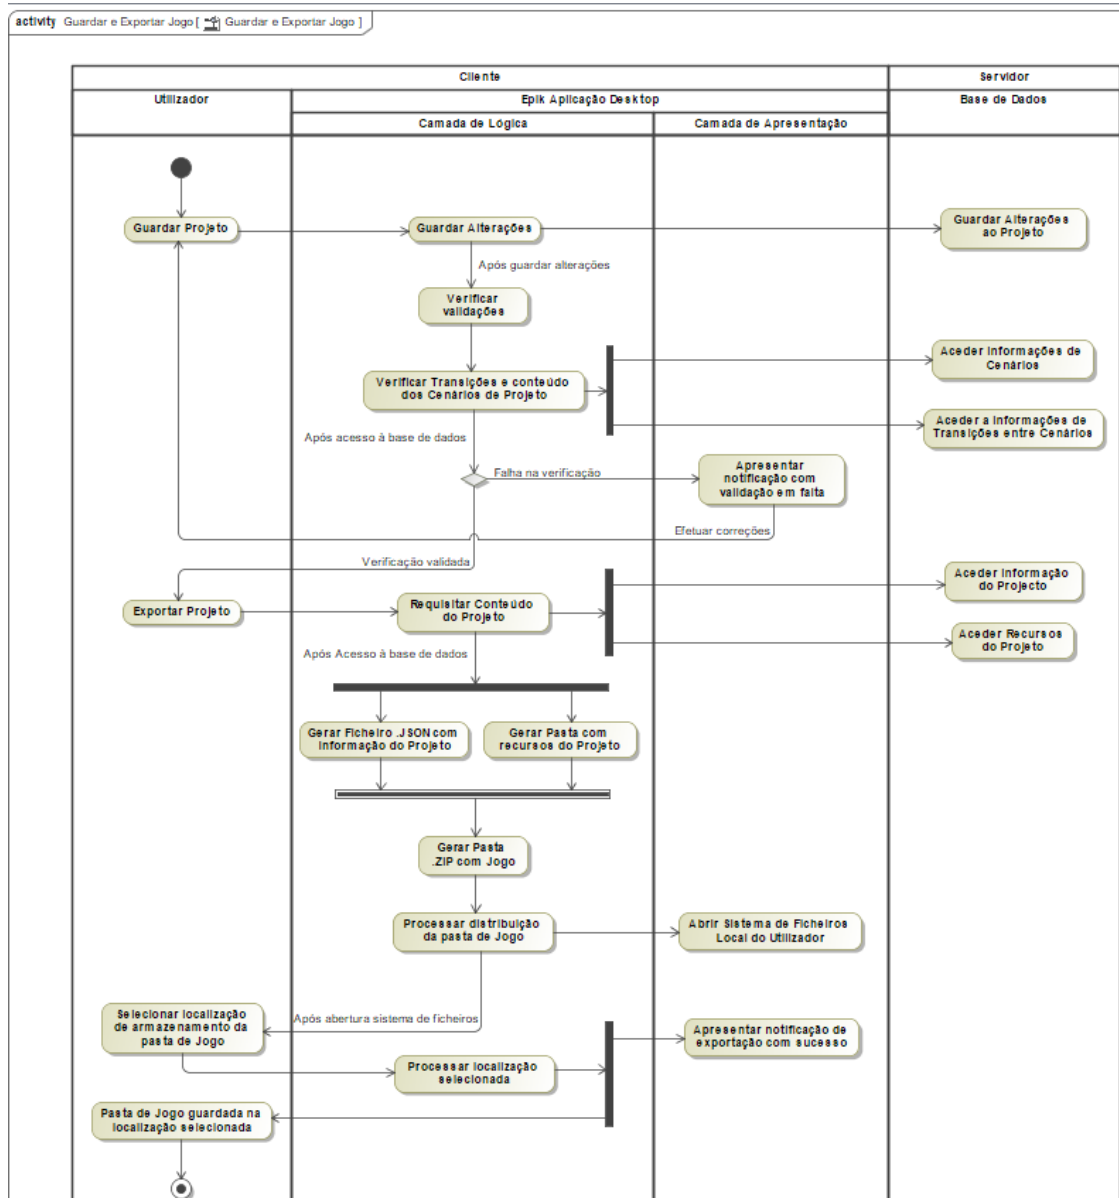 activity Guardar e Exportar Jogo [ Guardar e Exportar Jogo ]
Cliente
Servidor
Utilizador
Epik Aplicação Desktop
Base de Dados
Camada de Lógica
Camada de Apresentação
Guardar Projeto
Guardar Alterações
Guardar Alterações
ao Projeto
Após guardar alterações
Verificar
validações
Verificar Transições e conteúdo
dos Cenários de Projeto
Aceder Informações de
Cenários
Aceder a Informações de
Transições entre Cenários
Após acesso à base de dados
Falha na verificação
Apresentar
notificação com
validação em falta
Efetuar correções
Verificação validada
Exportar Projeto
Requisitar Conteúdo
do Projeto
Aceder Informação
do Projecto
Aceder Recursos
do Projeto
Após Acesso à base de dados
Gerar Ficheiro .JSON com
Informação do Projeto
Gerar Pasta com
recursos do Projeto
Gerar Pasta
.ZIP com Jogo
Processar distribuição
da pasta de Jogo
Abrir Sistema de Ficheiros
Local do Utilizador
Selecionar localização
de armazenamento da
pasta de Jogo
Após abertura sistema de ficheiros
Apresentar notificação de
exportação com sucesso
Processar localização
selecionada
Pasta de Jogo guardada na
localização selecionada